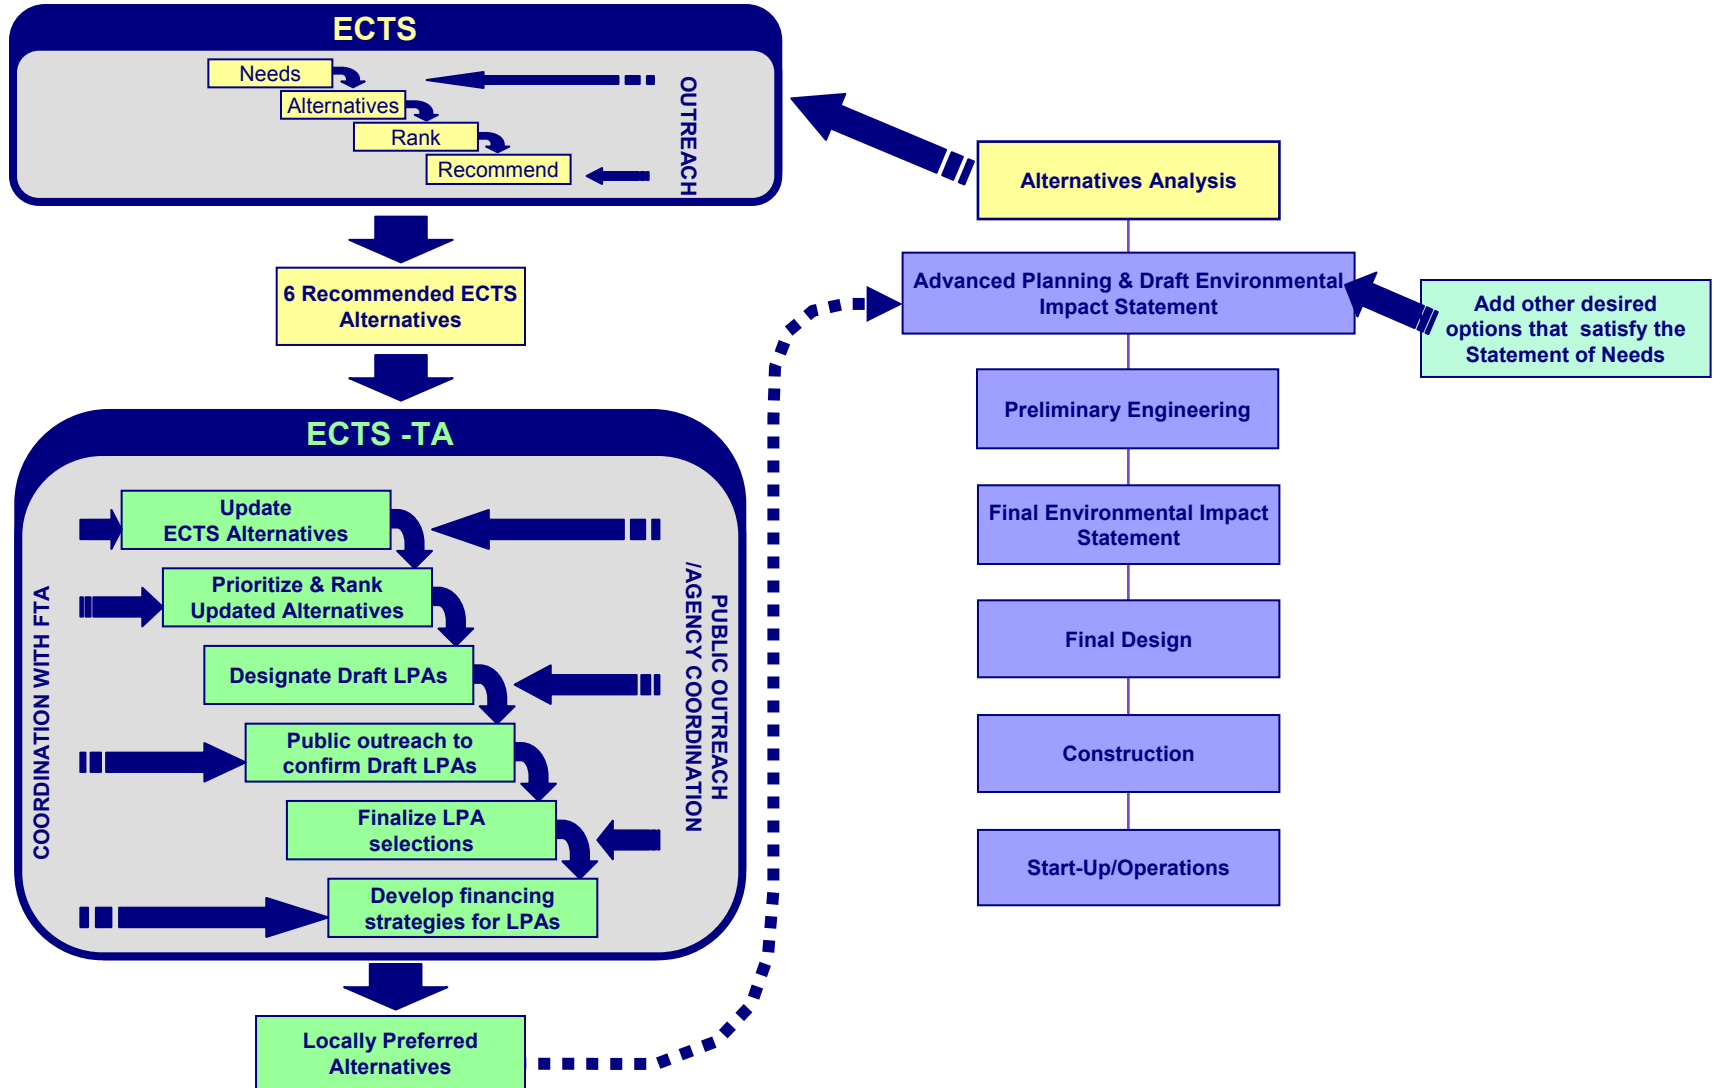 ECTS
Needs
Alternatives
Rank
Recommend
OUTREACH
6 Recommended ECTS
Alternatives
ECTS -TA
COORDINATION WITH FTA
Update
ECTS Alternatives
Prioritize & Rank
Updated Alternatives
Designate Draft LPAs
Public outreach to
confirm Draft LPAs
Finalize LPA
selections
Develop financing
strategies for LPAs
PUBLIC OUTREACH
/AGENCY COORDINATION
Locally Preferred
Alternatives
Alternatives Analysis
Advanced Planning & Draft Environmental
Impact Statement
Add other desired
options that satisfy the
Statement of Needs
Preliminary Engineering
Final Environmental Impact
Statement
Final Design
Construction
Start-Up/Operations